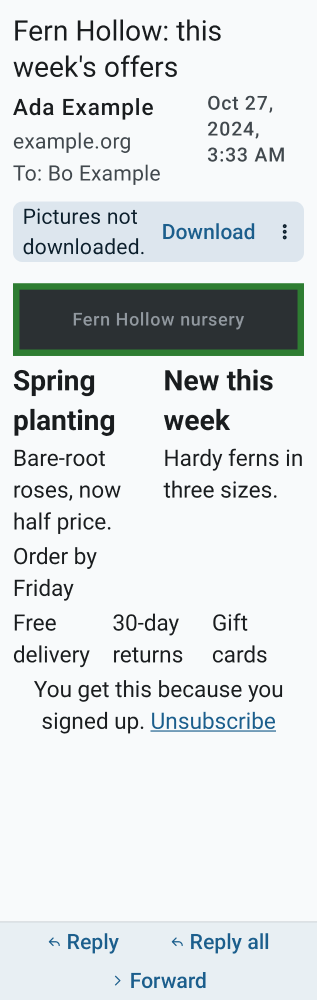 Fern Hollow: this
week's offers
Ada Example
example.org
To: Bo Example
Oct 27,
2024,
3:33 AM
Pictures not
downloaded.
Download
Fern Hollow nursery
Spring
planting
Bare-root
roses, now
half price.
Order by
Friday
New this
week
Hardy ferns in
three sizes.
Free
delivery
30-day
returns
Gift
cards
You get this because you
signed up. Unsubscribe
Reply
Reply all
Forward